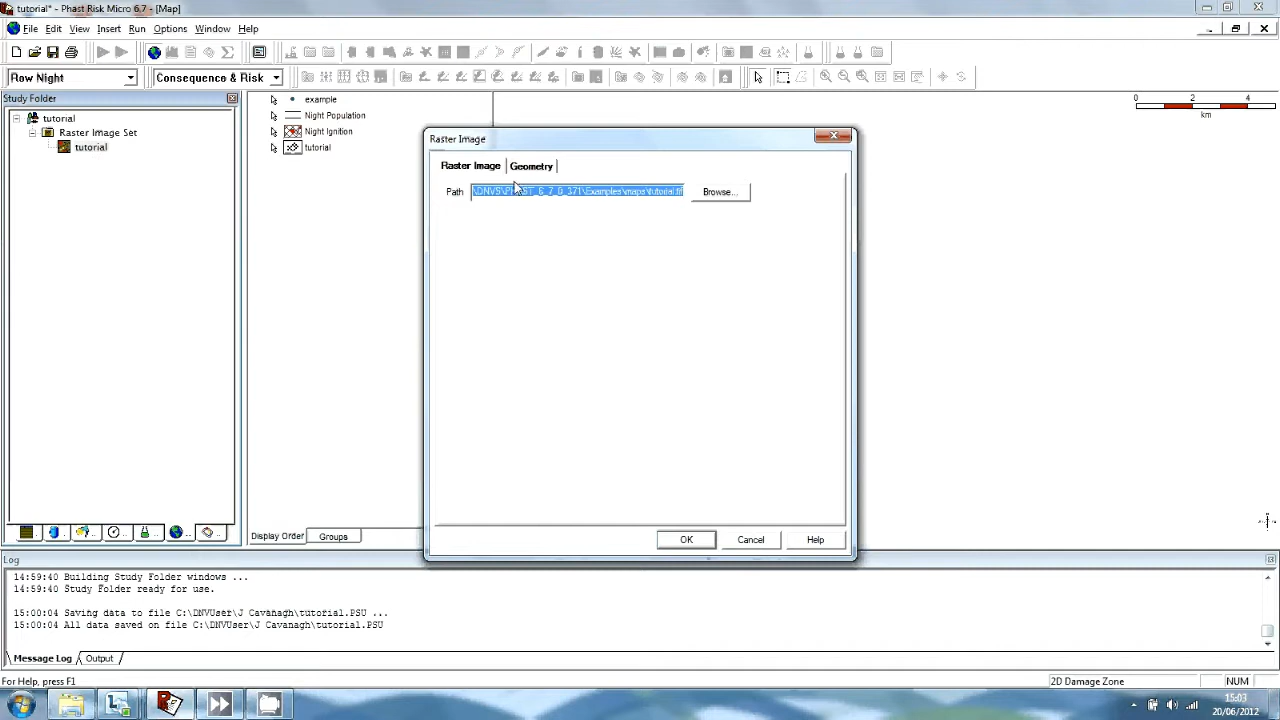 tutorial* - Phast Risk Micro 6.7 - [Map]
File Edit View Insert Run Options Window Help
Row Night
Consequence & Risk
Study Folder
tutorial
Raster Image Set
tutorial
example
Night Population
Night Ignition
tutorial
0 2 4
km
Raster Image
Raster Image
Geometry
Path
Browse...
OK
Cancel
Help
Display Order
Groups
Log
14:59:40 Building Study Folder windows ...
14:59:40 Study Folder ready for use.
15:00:04 Saving data to file C:\DNVUser\J Cavanagh\tutorial.PSU ...
15:00:04 All data saved on file C:\DNVUser\J Cavanagh\tutorial.PSU
Message Log
Output
For Help, press F1
2D Damage Zone
NUM
15:03
20/06/2012